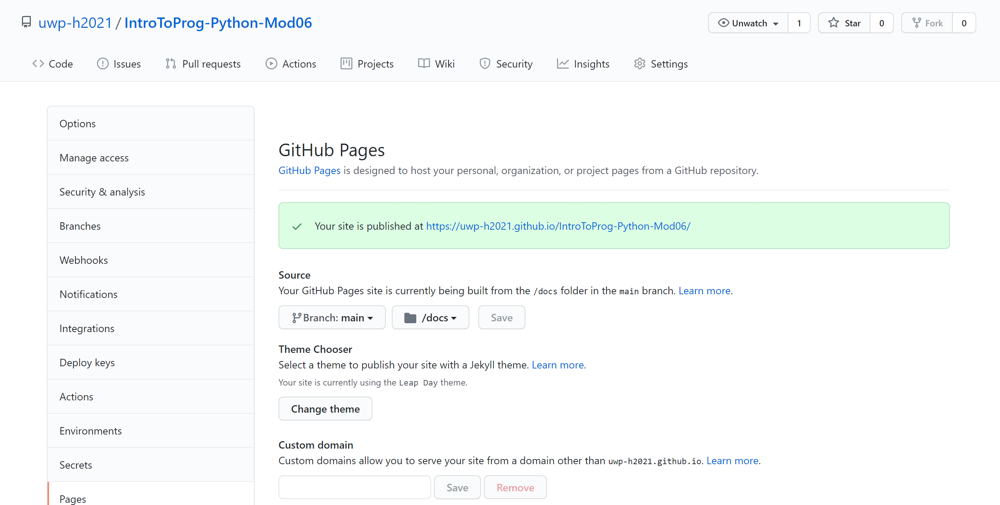 uwp-h2021 / IntroToProg-Python-Mod06
Unwatch 1 Star 0 Fork 0
Code Issues Pull requests Actions Projects Wiki Security Insights Settings
Options
Manage access
Security & analysis
Branches
Webhooks
Notifications
Integrations
Deploy keys
Actions
Environments
Secrets
Pages
GitHub Pages
GitHub Pages is designed to host your personal, organization, or project pages from a GitHub repository.
Your site is published at https://uwp-h2021.github.io/IntroToProg-Python-Mod06/
Source
Your GitHub Pages site is currently being built from the /docs folder in the main branch. Learn more.
Branch: main /docs Save
Theme Chooser
Select a theme to publish your site with a Jekyll theme. Learn more.
Your site is currently using the Leap Day theme.
Change theme
Custom domain
Custom domains allow you to serve your site from a domain other than uwp-h2021.github.io. Learn more.
Save Remove